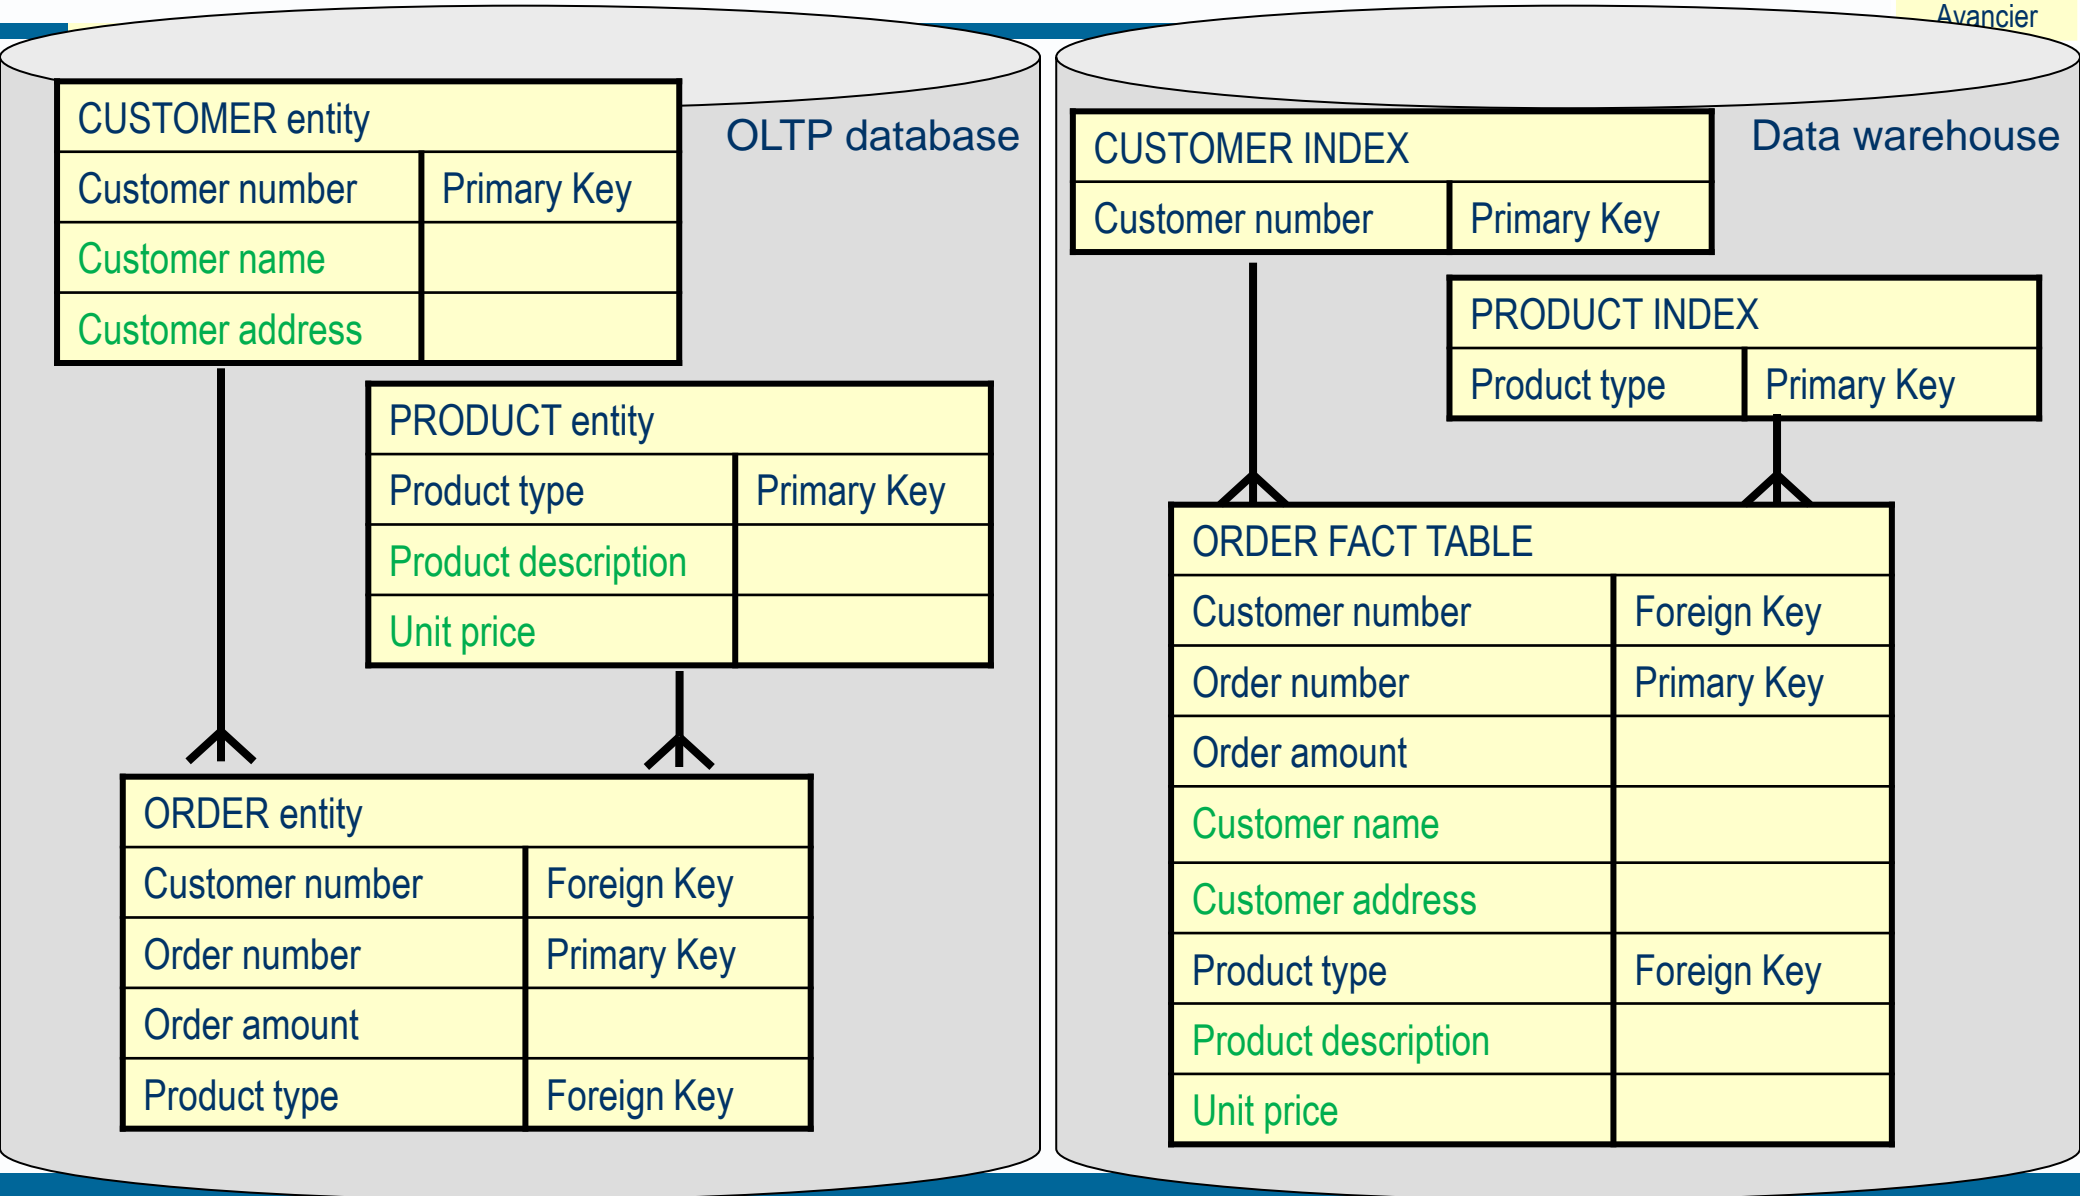 Avancier
OLTP database
CUSTOMER entity
Customer number Primary Key
Customer name
Customer address
PRODUCT entity
Product type Primary Key
Product description
Unit price
ORDER entity
Customer number Foreign Key
Order number Primary Key
Order amount
Product type Foreign Key
Data warehouse
CUSTOMER INDEX
Customer number Primary Key
PRODUCT INDEX
Product type Primary Key
ORDER FACT TABLE
Customer number Foreign Key
Order number Primary Key
Order amount
Customer name
Customer address
Product type Foreign Key
Product description
Unit price